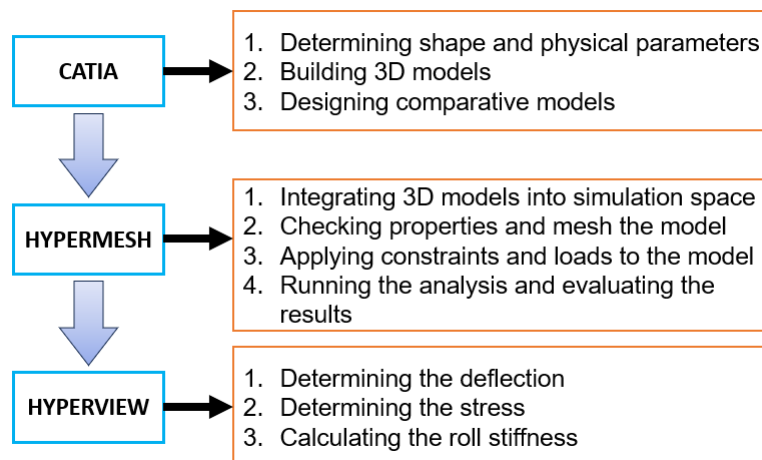 CATIA
1. Determining shape and physical parameters
2. Building 3D models
3. Designing comparative models
HYPERMESH
1. Integrating 3D models into simulation space
2. Checking properties and mesh the model
3. Applying constraints and loads to the model
4. Running the analysis and evaluating the
results
HYPERVIEW
1. Determining the deflection
2. Determining the stress
3. Calculating the roll stiffness